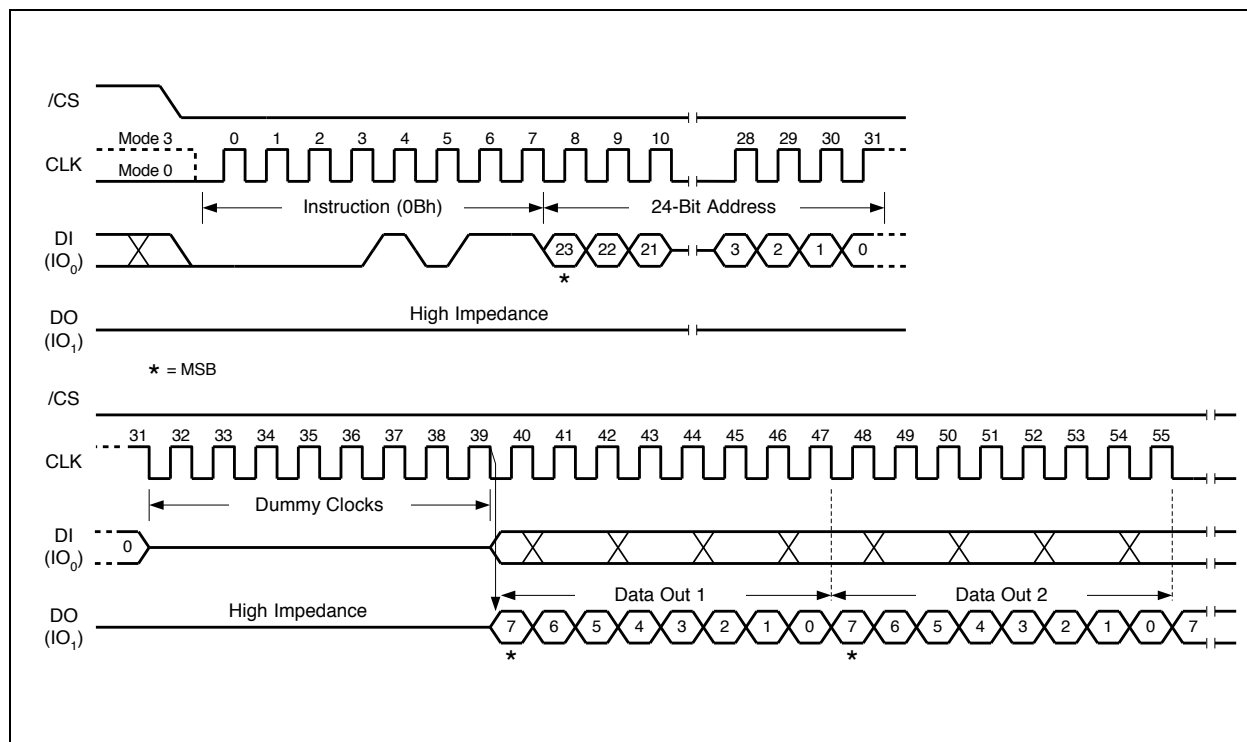 /CS
Mode 3 0 1 2 3 4 5 6 7 8 9 10 28 29 30 31
CLK
Mode 0
Instruction (0Bh) 24-Bit Address
DI
(IO0)
23 22 21 3 2 1 0
*
DO
(IO1)
High Impedance
* = MSB
/CS
31 32 33 34 35 36 37 38 39 40 41 42 43 44 45 46 47 48 49 50 51 52 53 54 55
CLK
Dummy Clocks
DI
(IO0)
0
Data Out 1 Data Out 2
DO
(IO1)
High Impedance
7 6 5 4 3 2 1 0 7 6 5 4 3 2 1 0 7
* *